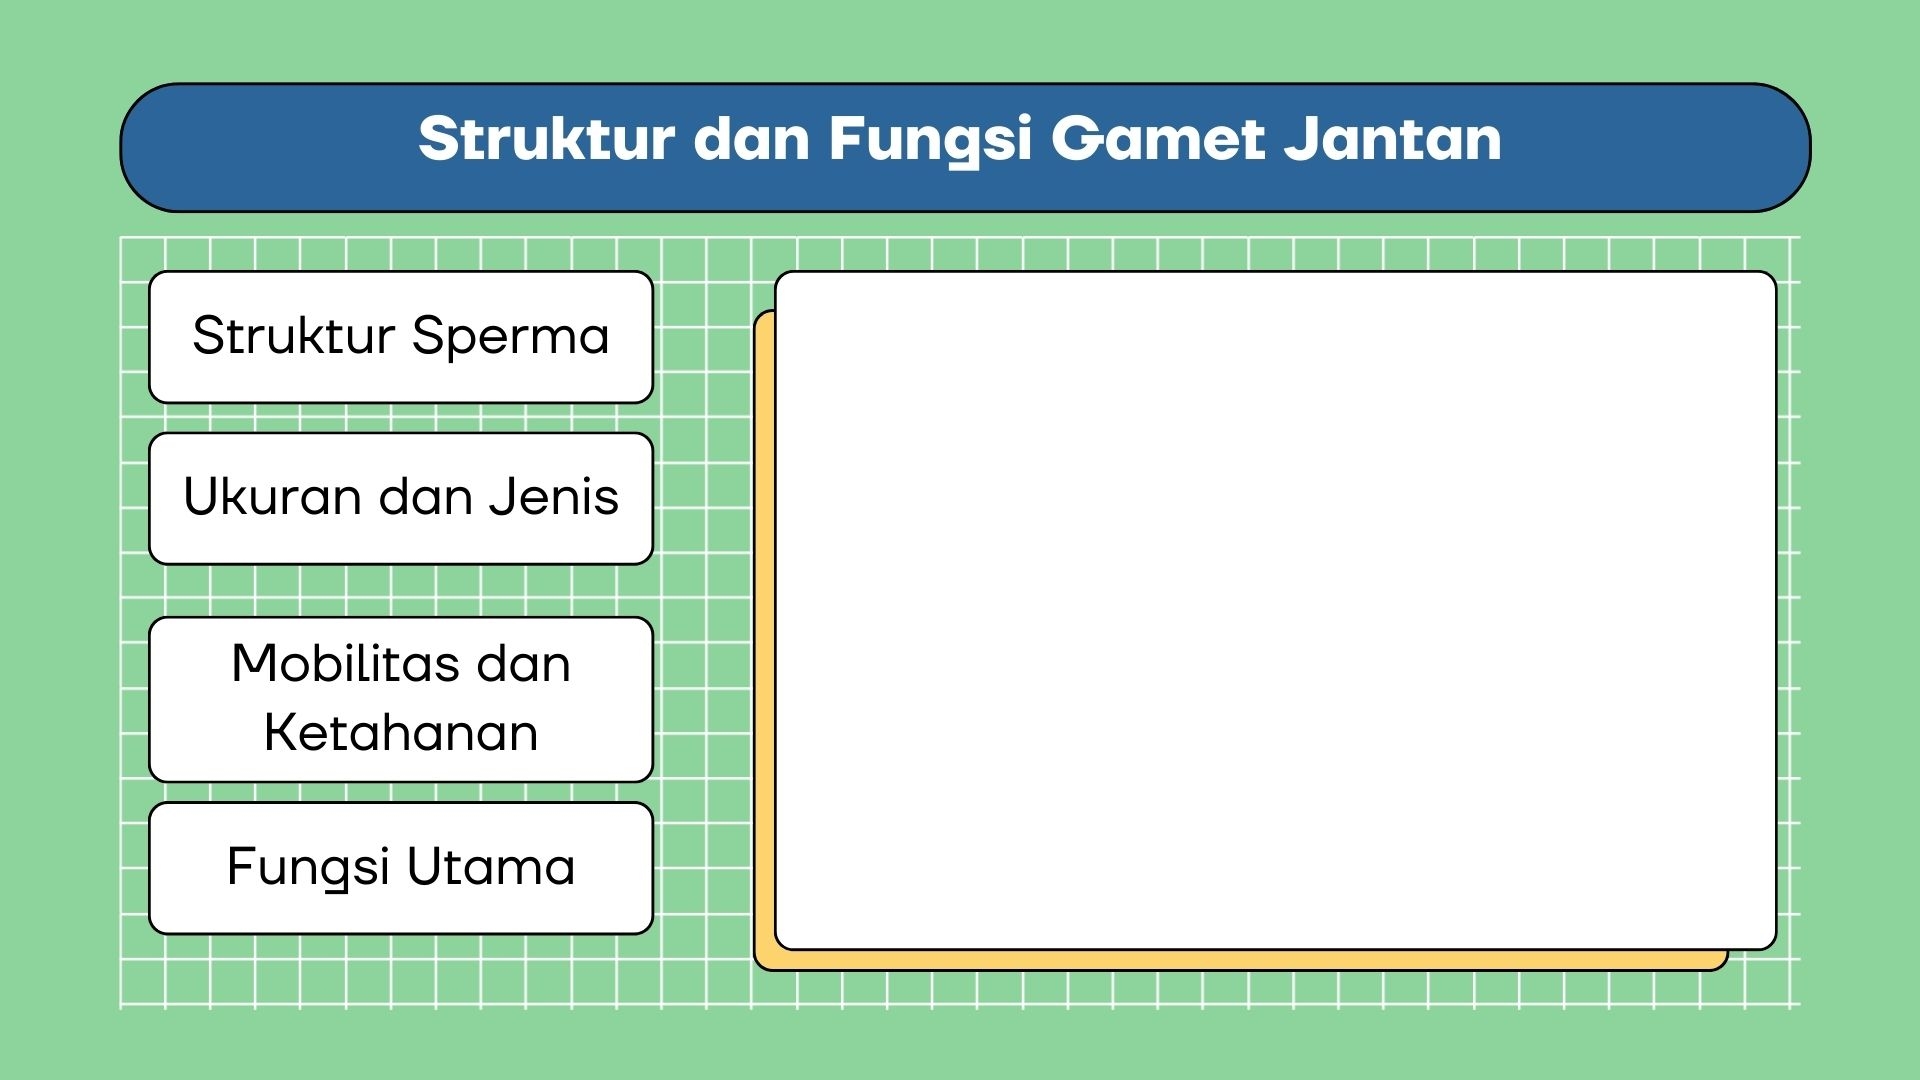 Struktur dan Fungsi Gamet Jantan
Struktur Sperma
Ukuran dan Jenis
Mobilitas dan
Ketahanan
Fungsi Utama